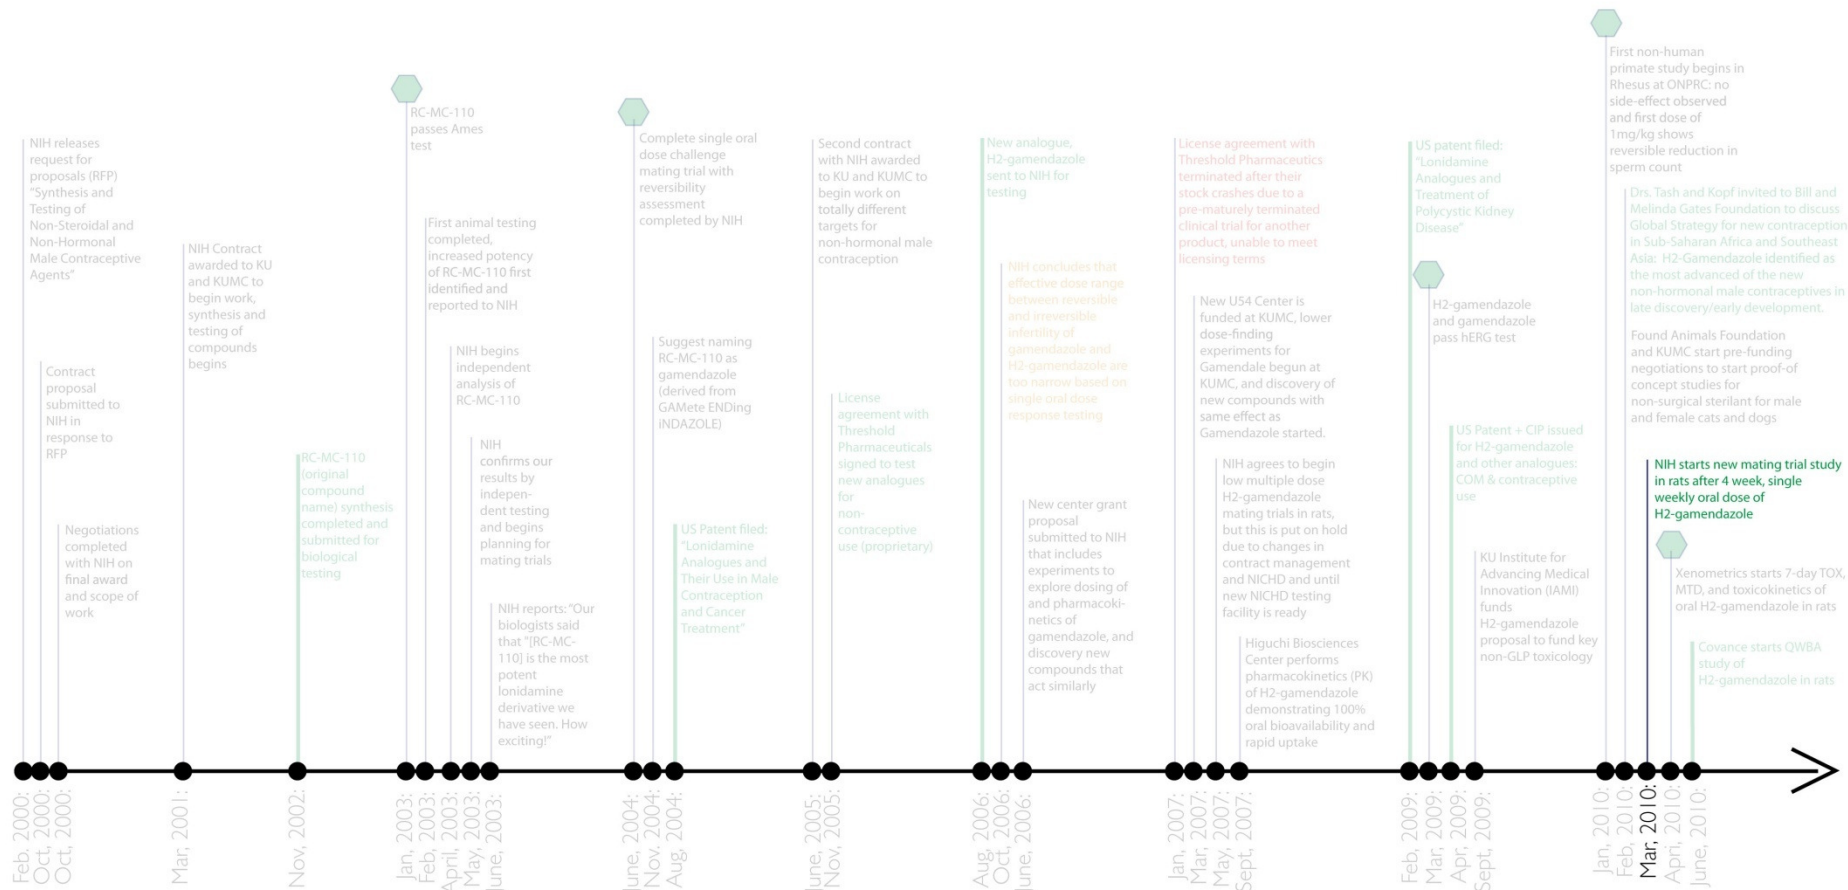 NIH releases
request for
proposals (RFP)
“Synthesis and
Testing of
Non-Steroidal and
Non-Hormonal
Male Contraceptive
Agents”
Contract
proposal
submitted to
NIH in
response to
RFP
Negotiations
completed
with NIH on
final award
and scope of
work
NIH Contract
awarded to KU
and KUMC to
begin work,
synthesis and
testing of
compounds
begins
RC-MC-110
(original
compound
name) synthesis
completed and
submitted for
biological
testing
RC-MC-110
passes Ames
test
First animal testing
completed,
increased potency
of RC-MC-110 first
identified and
reported to NIH
NIH begins
independent
analysis of
RC-MC-110
NIH
confirms our
results by
indepen-
dent testing
and begins
planning for
mating trials
NIH reports: “Our
biologists said
that "[RC-MC-
110] is the most
potent
lonidamine
derivative we
have seen. How
exciting!”
Complete single oral
dose challenge
mating trial with
reversibility
assessment
completed by NIH
Suggest naming
RC-MC-110 as
gamendazole
(derived from
GAMete ENDing
iNDAZOLE)
US Patent filed:
“Lonidamine
Analogues and
Their Use in Male
Contraception
and Cancer
Treatment”
Second contract
with NIH awarded
to KU and KUMC to
begin work on
totally different
targets for
non-hormonal male
contraception
License
agreement with
Threshold
Pharmaceuticals
signed to test
new analogues
for
non-
contraceptive
use (proprietary)
New analogue,
H2-gamendazole
sent to NIH for
testing
NIH concludes that
effective dose range
between reversible
and irreversible
infertility of
gamendazole and
H2-gamendazole are
too narrow based on
single oral dose
response testing
New center grant
proposal
submitted to NIH
that includes
experiments to
explore dosing of
and pharmacoki-
netics of
gamendazole, and
discovery new
compounds that
act similarly
License agreement with
Threshold Pharmaceutics
terminated after their
stock crashes due to a
pre-maturely terminated
clinical trial for another
product, unable to meet
licensing terms
New U54 Center is
funded at KUMC, lower
dose-finding
experiments for
Gamendale begun at
KUMC, and discovery of
new compounds with
same effect as
Gamendazole started.
NIH agrees to begin
low multiple dose
H2-gamendazole
mating trials in rats,
but this is put on hold
due to changes in
contract management
and NICHD and until
new NICHD testing
facility is ready
Higuchi Biosciences
Center performs
pharmacokinetics (PK)
of H2-gamendazole
demonstrating 100%
oral bioavailability and
rapid uptake
US patent filed:
“Lonidamine
Analogues and
Treatment of
Polycystic Kidney
Disease”
H2-gamendazole
and gamendazole
pass hERG test
US Patent + CIP issued
for H2-gamendazole
and other analogues:
COM & contraceptive
use
KU Institute for
Advancing Medical
Innovation (IAMI)
funds
H2-gamendazole
proposal to fund key
non-GLP toxicology
First non-human
primate study begins in
Rhesus at ONPRC: no
side-effect observed
and first dose of
1mg/kg shows
reversible reduction in
sperm count
Drs. Tash and Kopf invited to Bill and
Melinda Gates Foundation to discuss
Global Strategy for new contraception
in Sub-Saharan Africa and Southeast
Asia: H2-Gamendazole identified as
the most advanced of the new
non-hormonal male contraceptives in
late discovery/early development.
Found Animals Foundation
and KUMC start pre-funding
negotiations to start proof-of
concept studies for
non-surgical sterilant for male
and female cats and dogs
NIH starts new mating trial study
in rats after 4 week, single
weekly oral dose of
H2-gamendazole
Xenometrics starts 7-day TOX,
MTD, and toxicokinetics of
oral H2-gamendazole in rats
Covance starts QWBA
study of
H2-gamendazole in rats
Feb. 2000:
Oct, 2000:
Oct, 2000:
Mar, 2001:
Nov, 2002:
Jan, 2003:
Feb, 2003:
April, 2003:
May, 2003:
June, 2003:
June, 2004:
Nov, 2004:
Aug, 2004:
June, 2005:
Nov, 2005:
Aug, 2006:
Oct, 2006:
June, 2006:
Jan, 2007:
Mar, 2007:
May, 2007:
Sept, 2007:
Feb, 2009:
Mar, 2009:
Apr, 2009:
Sept, 2009:
Jan, 2010:
Feb, 2010:
Mar, 2010:
Apri, 2010:
June, 2010: